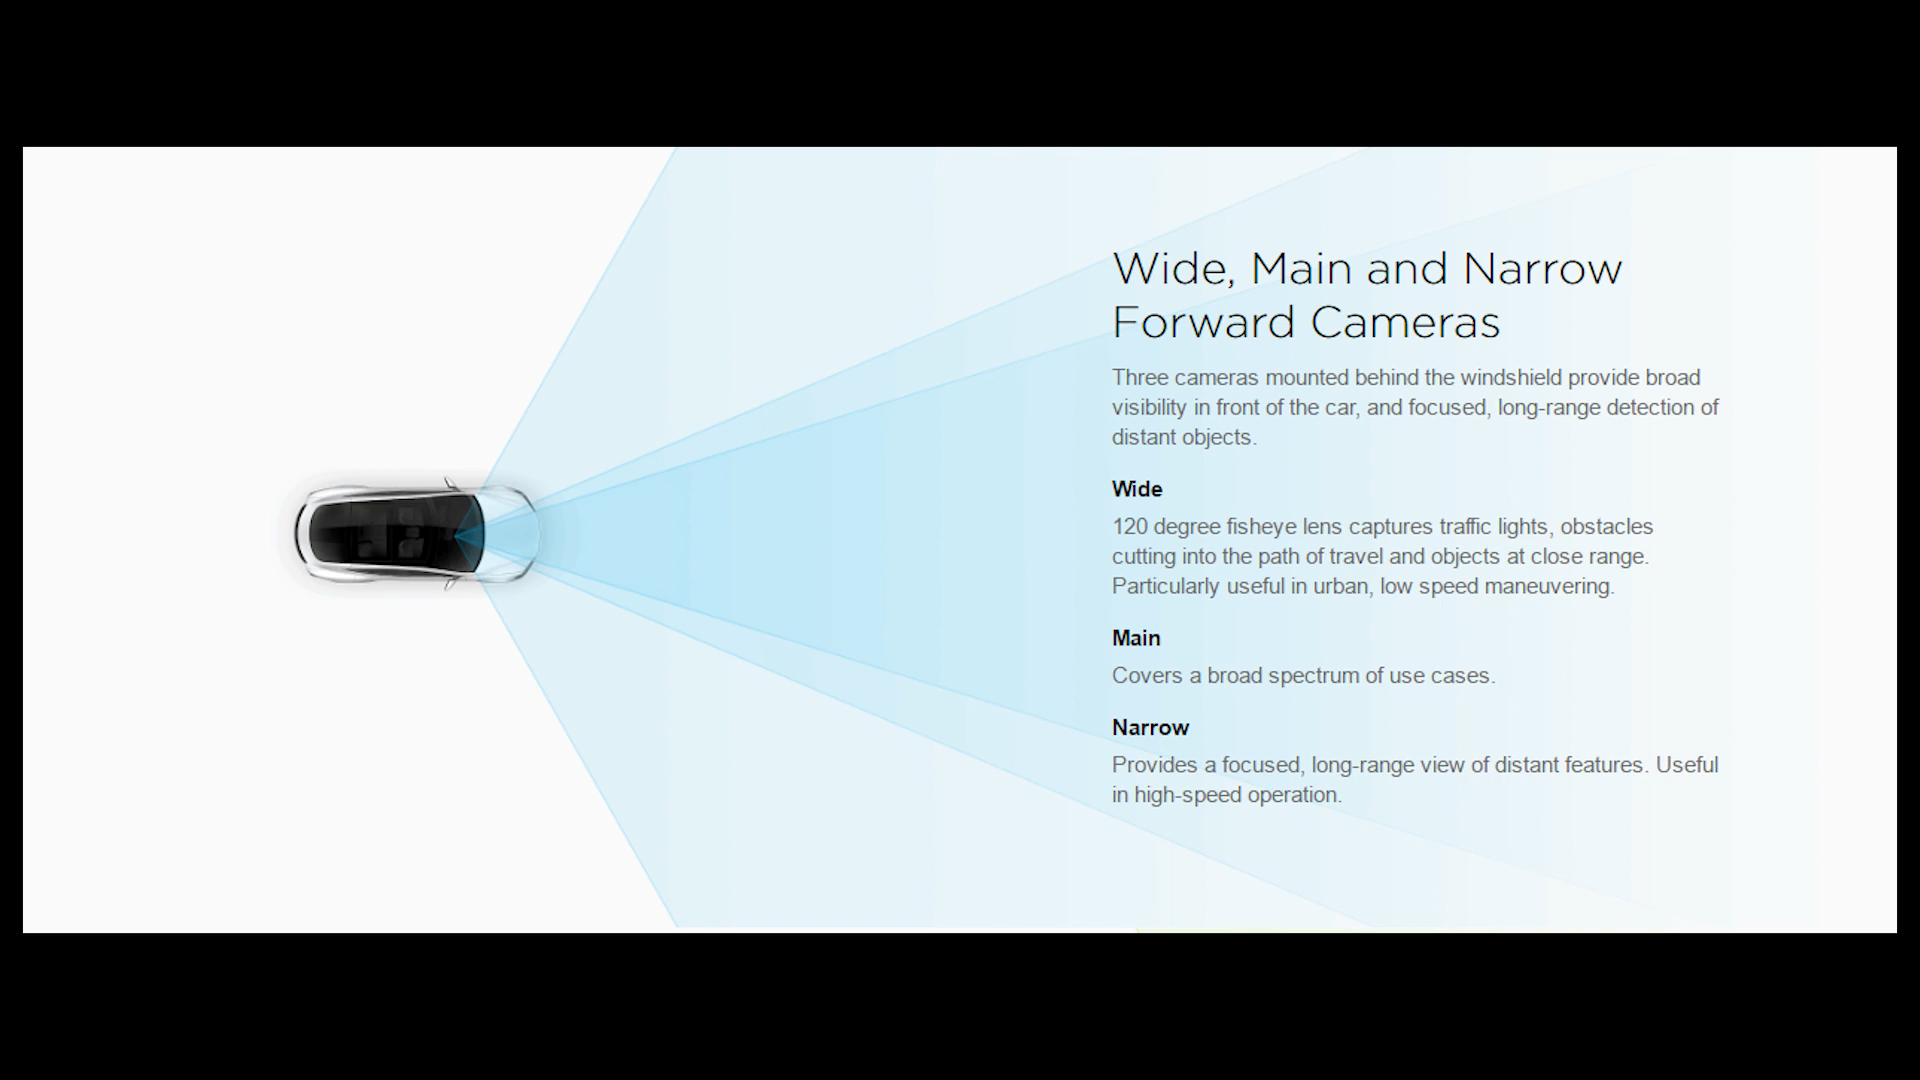 Wide, Main and Narrow
Forward Cameras
Three cameras mounted behind the windshield provide broad
visibility in front of the car, and focused, long-range detection of
distant objects.
Wide
120 degree fisheye lens captures traffic lights, obstacles
cutting into the path of travel and objects at close range.
Particularly useful in urban, low speed maneuvering.
Main
Covers a broad spectrum of use cases.
Narrow
Provides a focused, long-range view of distant features. Useful
in high-speed operation.